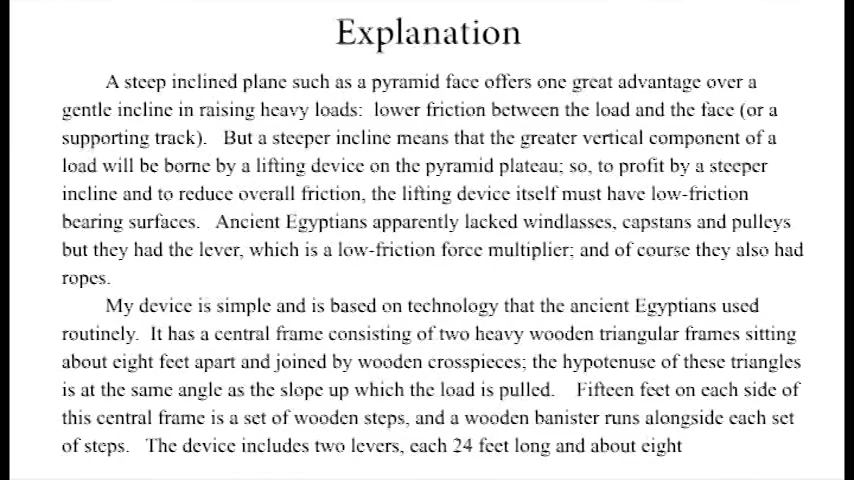 Explanation
A steep inclined plane such as a pyramid face offers one great advantage over a
gentle incline in raising heavy loads: lower friction between the load and the face (or a
supporting track). But a steeper incline means that the greater vertical component of a
load will be borne by a lifting device on the pyramid plateau; so, to profit by a steeper
incline and to reduce overall friction, the lifting device itself must have low-friction
bearing surfaces. Ancient Egyptians apparently lacked windlasses, capstans and pulleys
but they had the lever, which is a low-friction force multiplier; and of course they also had
ropes.
My device is simple and is based on technology that the ancient Egyptians used
routinely. It has a central frame consisting of two heavy wooden triangular frames sitting
about eight feet apart and joined by wooden crosspieces; the hypotenuse of these triangles
is at the same angle as the slope up which the load is pulled. Fifteen feet on each side of
this central frame is a set of wooden steps, and a wooden banister runs alongside each set
of steps. The device includes two levers, each 24 feet long and about eight